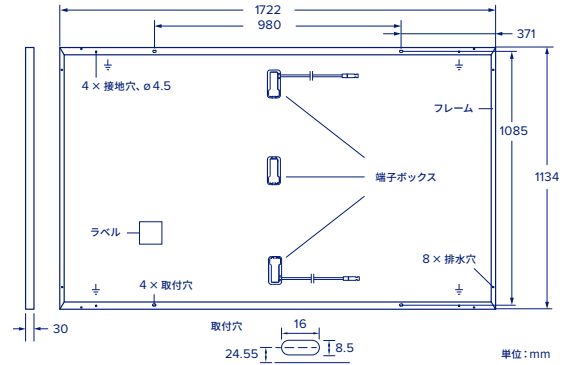 1722
980
371
4×接地穴、ø4.5
フレーム
1085
端子ボックス
1134
ラベル
8×排水穴
4×取付穴
30
取付穴
16
24.55
8.5
単位：mm